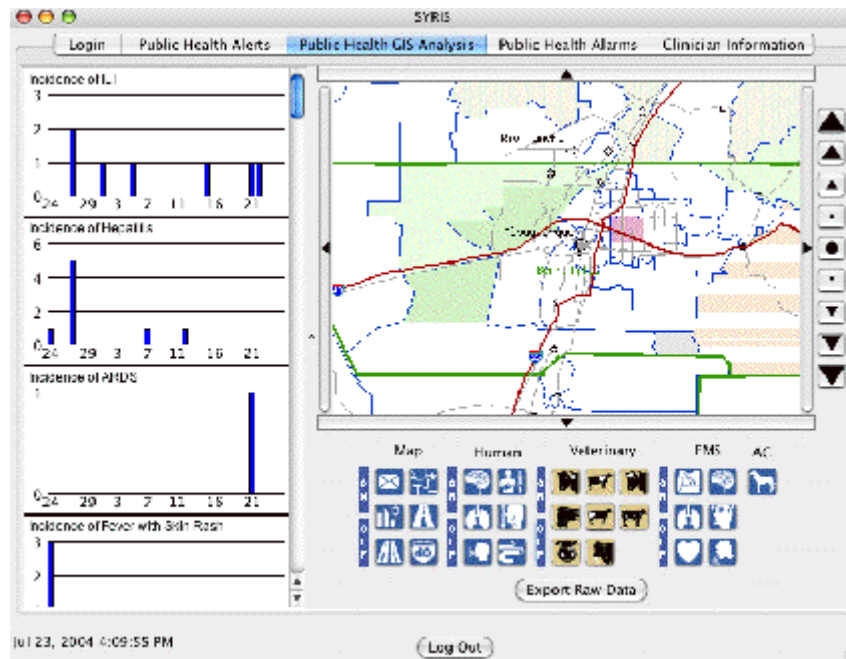 SYRIS
Login
Public Health Alerts
Public Health GIS Analysis
Public Health Alarms
Clinician Information
Incidence of ILI
3
2
1
0
24 29 3 7 11 16 21
Incidence of Hepatitis
6
4
2
0
24 29 3 7 11 16 21
Incidence of ARDS
1
0
24 29 3 7 11 16 21
Incidence of Fever with Skin Rash
3
2
Map
Human
Veterinary
EMS
AC
Export Raw Data
Jul 23, 2004 4:09:55 PM
Log Out